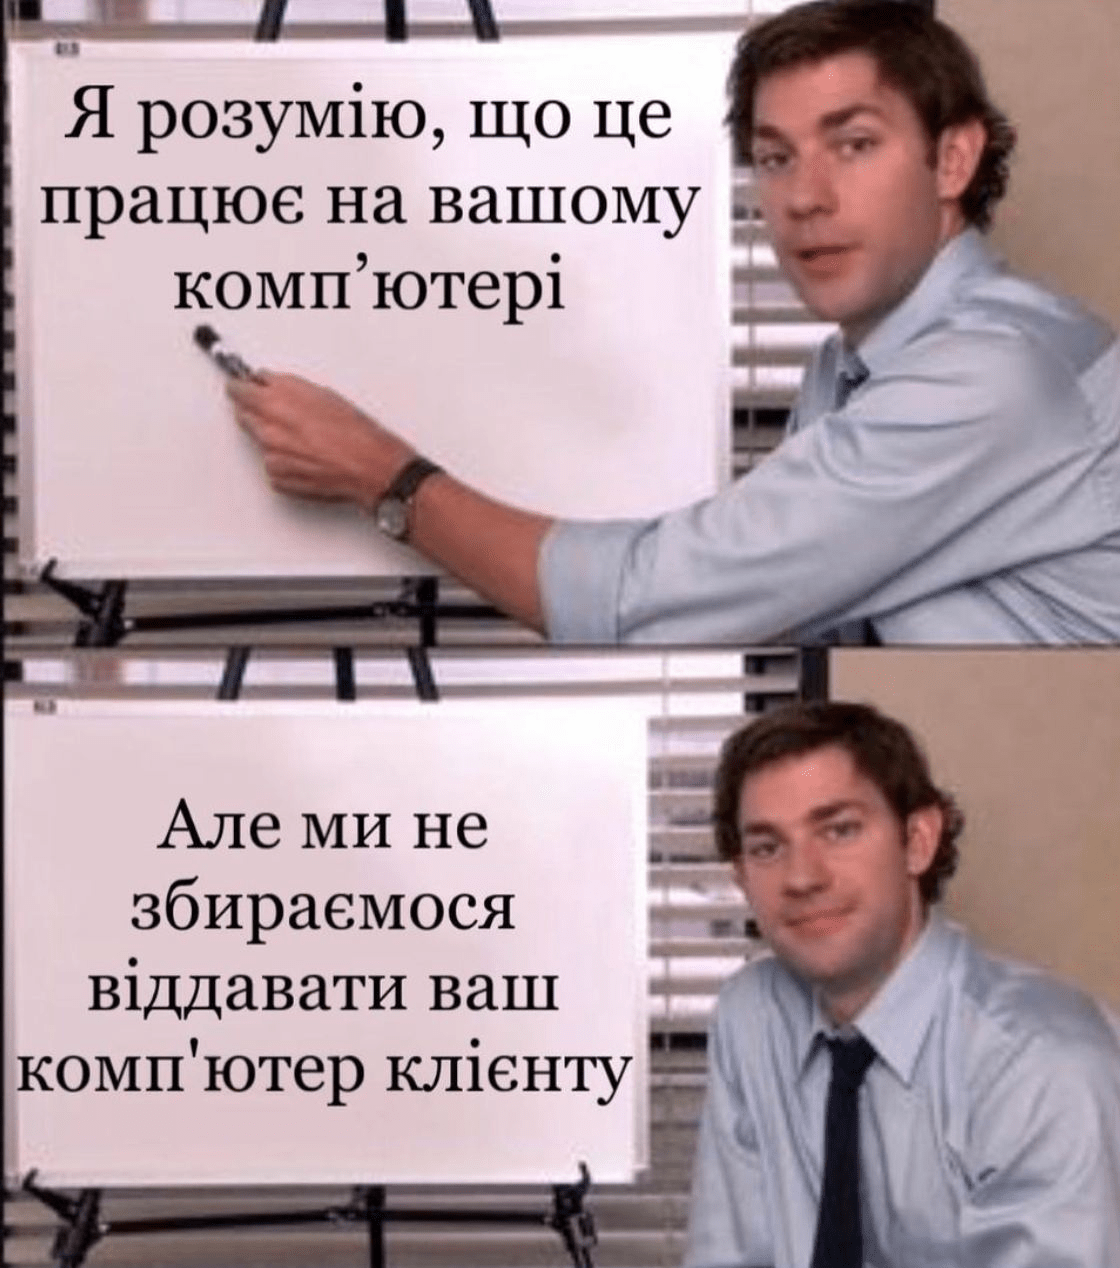 Я розумію, що це
працює на вашому
комп’ютері
Але ми не
збираємося
віддавати ваш
комп'ютер клієнту